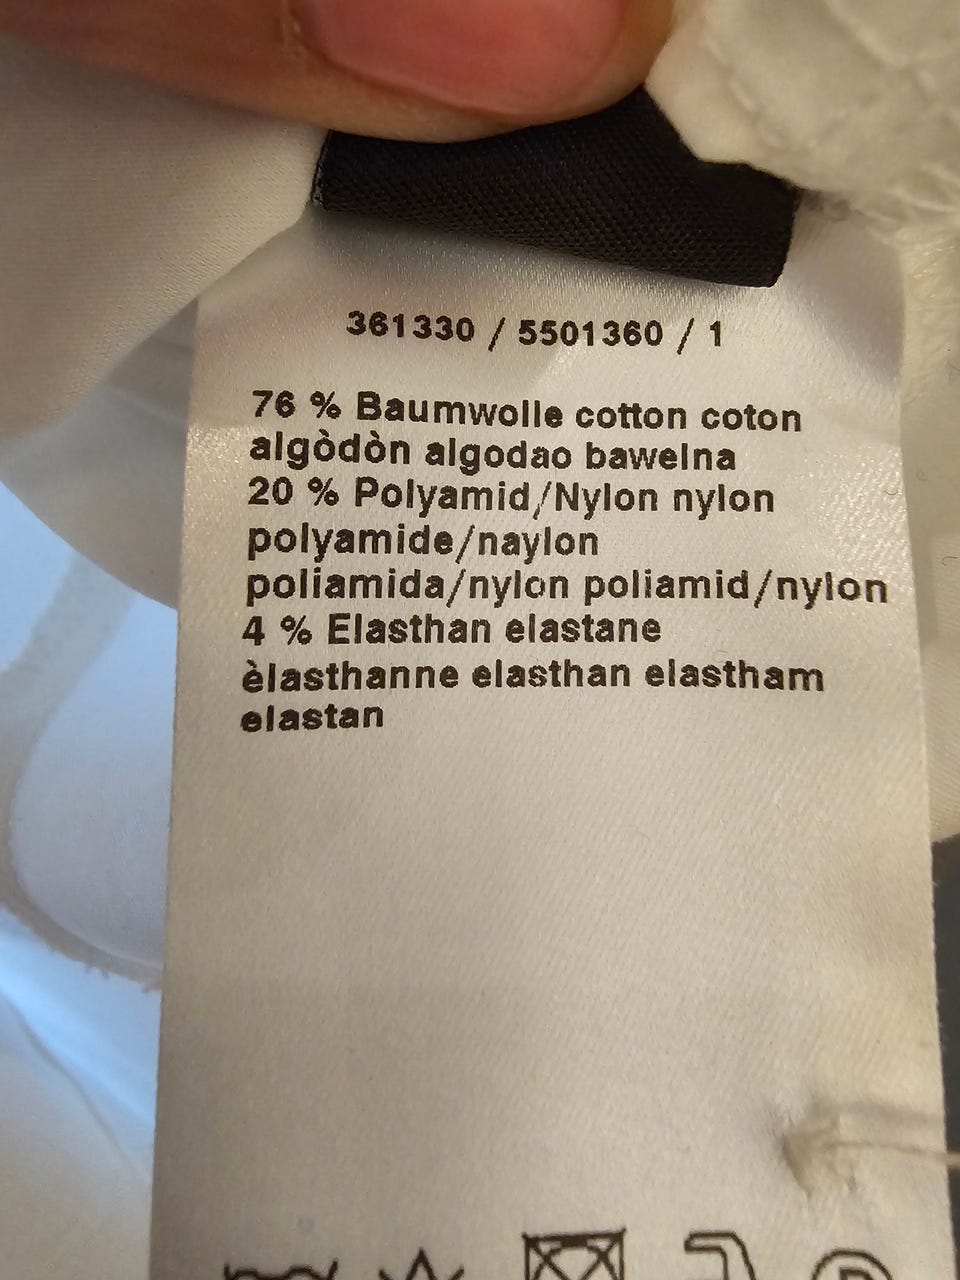 361330 / 5501360 / 1
76 % Baumwolle cotton coton
algòdòn algodao bawelna
20 % Polyamid/Nylon nylon
polyamide/naylon
poliamida/nylon poliamid/nylon
4 % Elasthan elastane
èlasthanne elasthan elastham
elastan